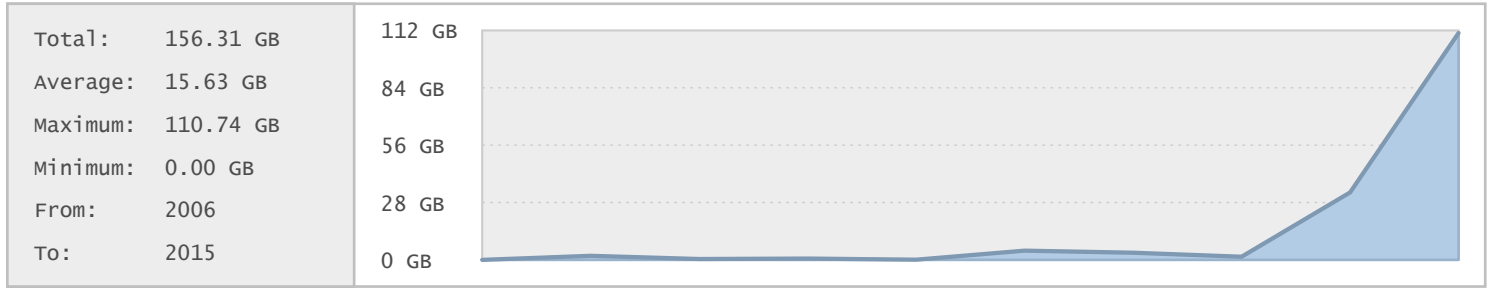 Total: 156.31 GB
Average: 15.63 GB
Maximum: 110.74 GB
Minimum: 0.00 GB
From: 2006
To: 2015
112 GB
84 GB
56 GB
28 GB
0 GB